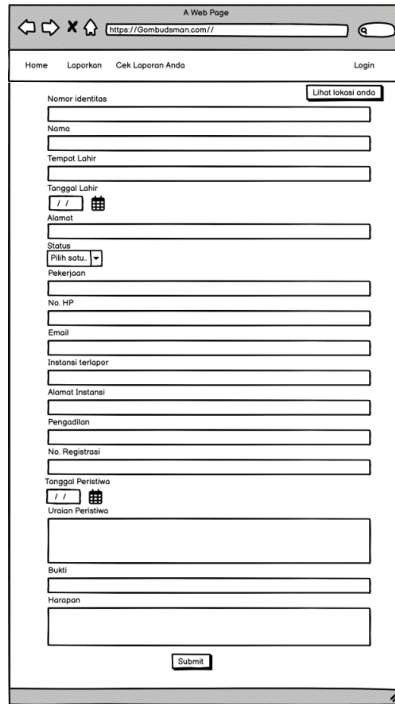 A Web Page
https://Gombudsman.com//
Home Laporkan Cek Laporan Anda Login
Lihat lokasi anda
Nomor identitas
Nama
Tempat Lahir
Tanggal Lahir
/ /
Alamat
Status
Pilih satu..
Pekerjaan
No. HP
Email
Instansi terlapor
Alamat Instansi
Pengadilan
No. Registrasi
Tanggal Peristiwa
/ /
Uraian Peristiwa
Bukti
Harapan
Submit